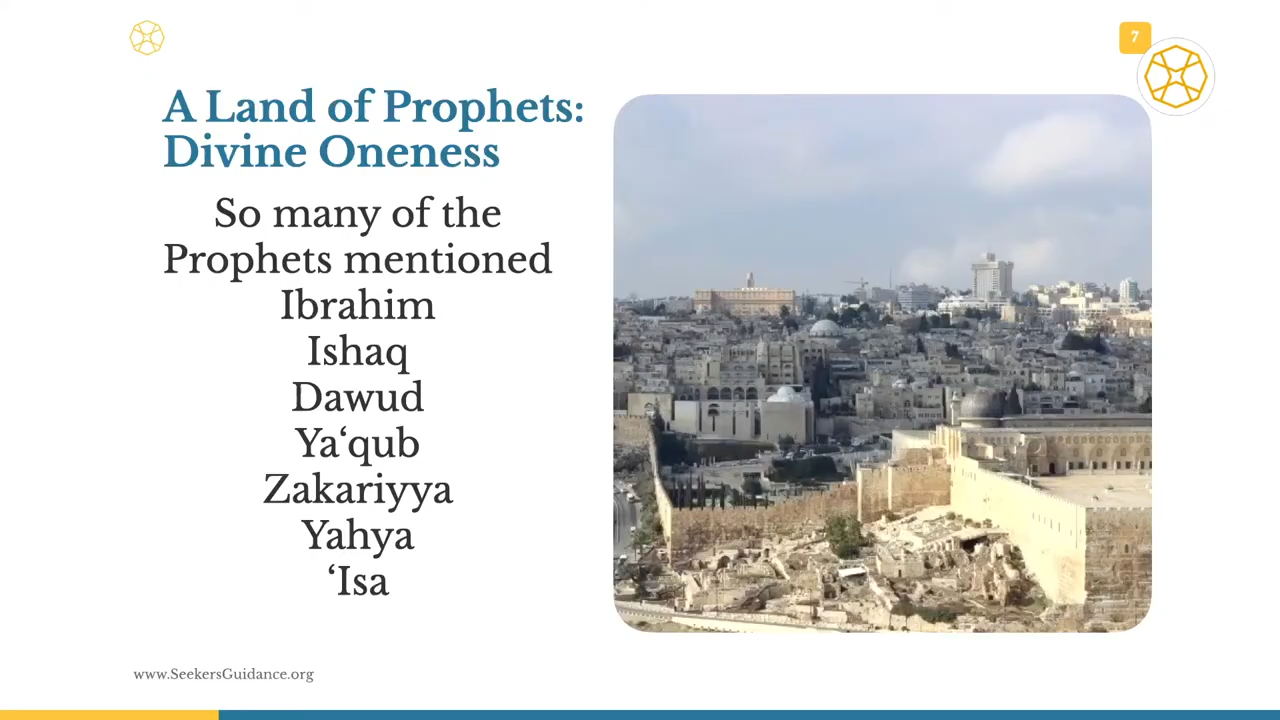 7
A Land of Prophets:
Divine Oneness
So many of the
Prophets mentioned
Ibrahim
Ishaq
Dawud
Ya‘qub
Zakariyya
Yahya
‘Isa
www.SeekersGuidance.org